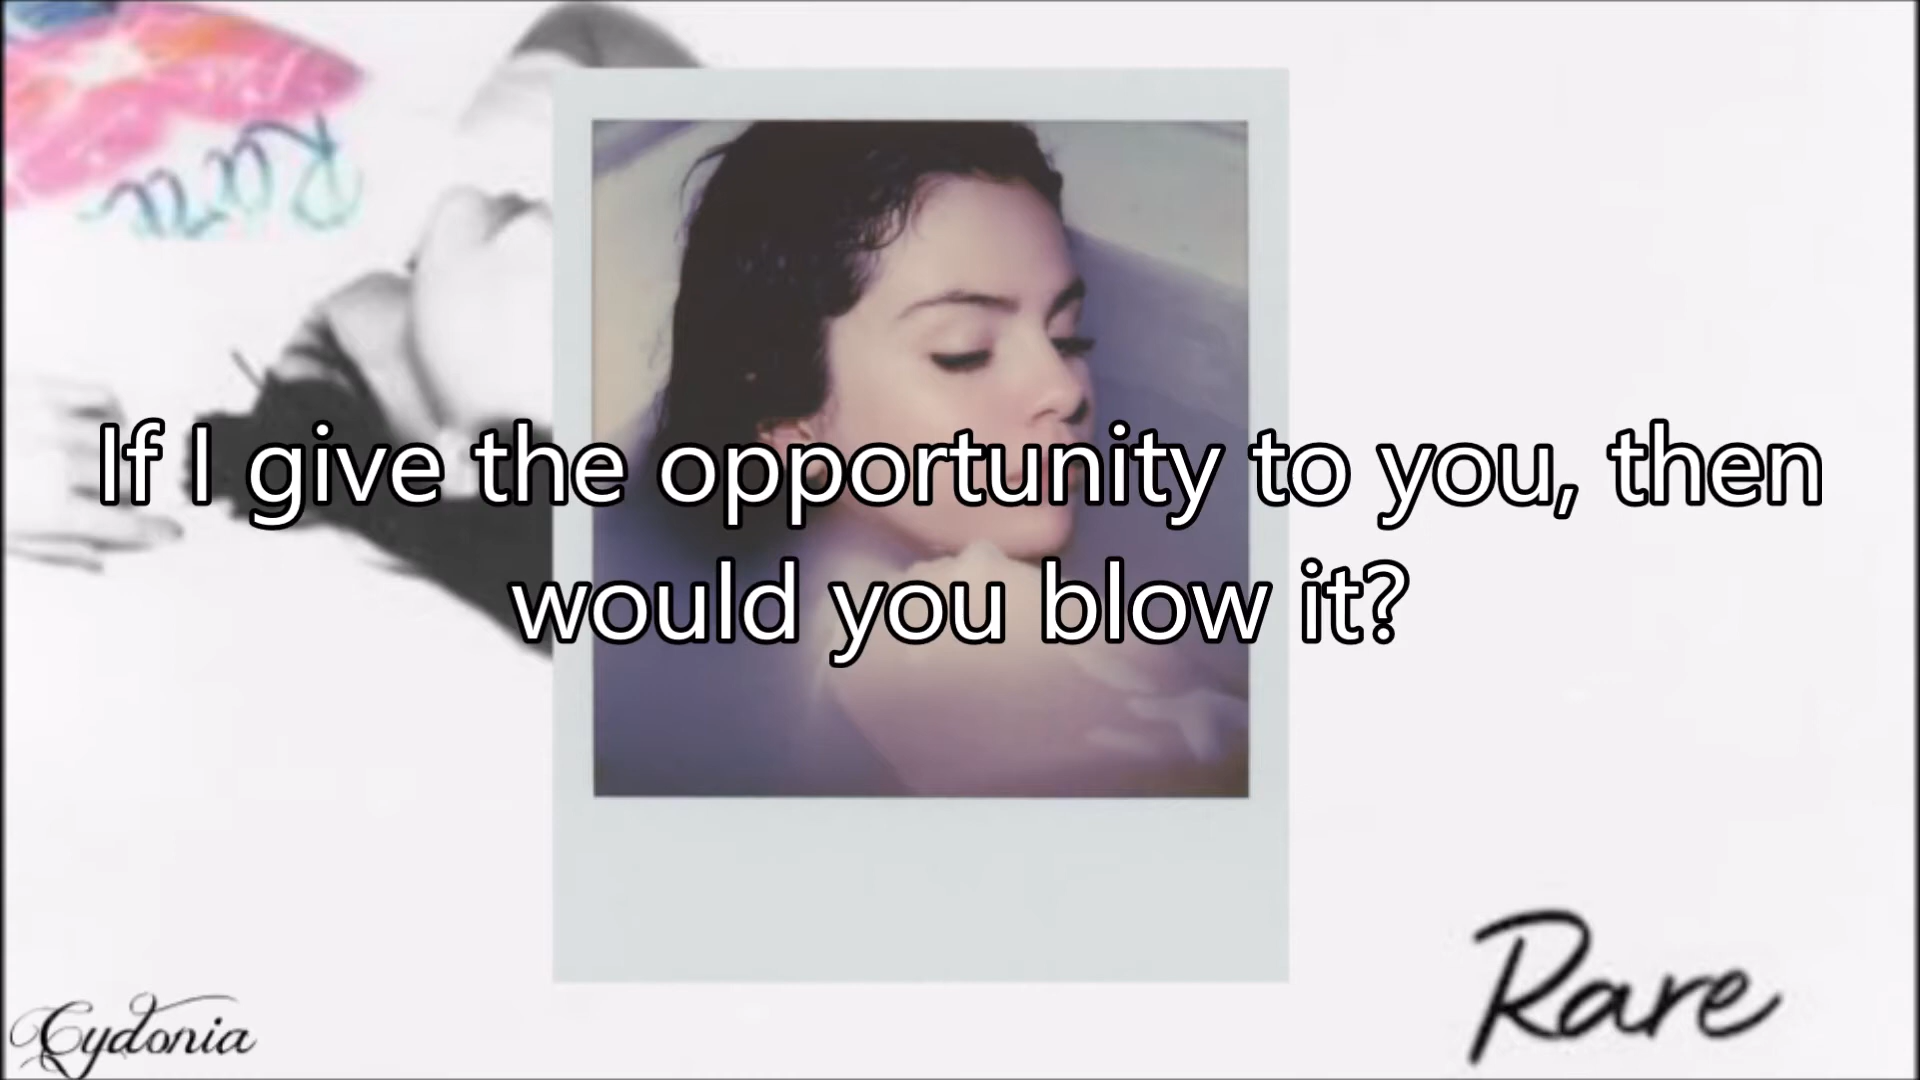 Rare
If I give the opportunity to you, then
would you blow it?
Rare
Cydonia